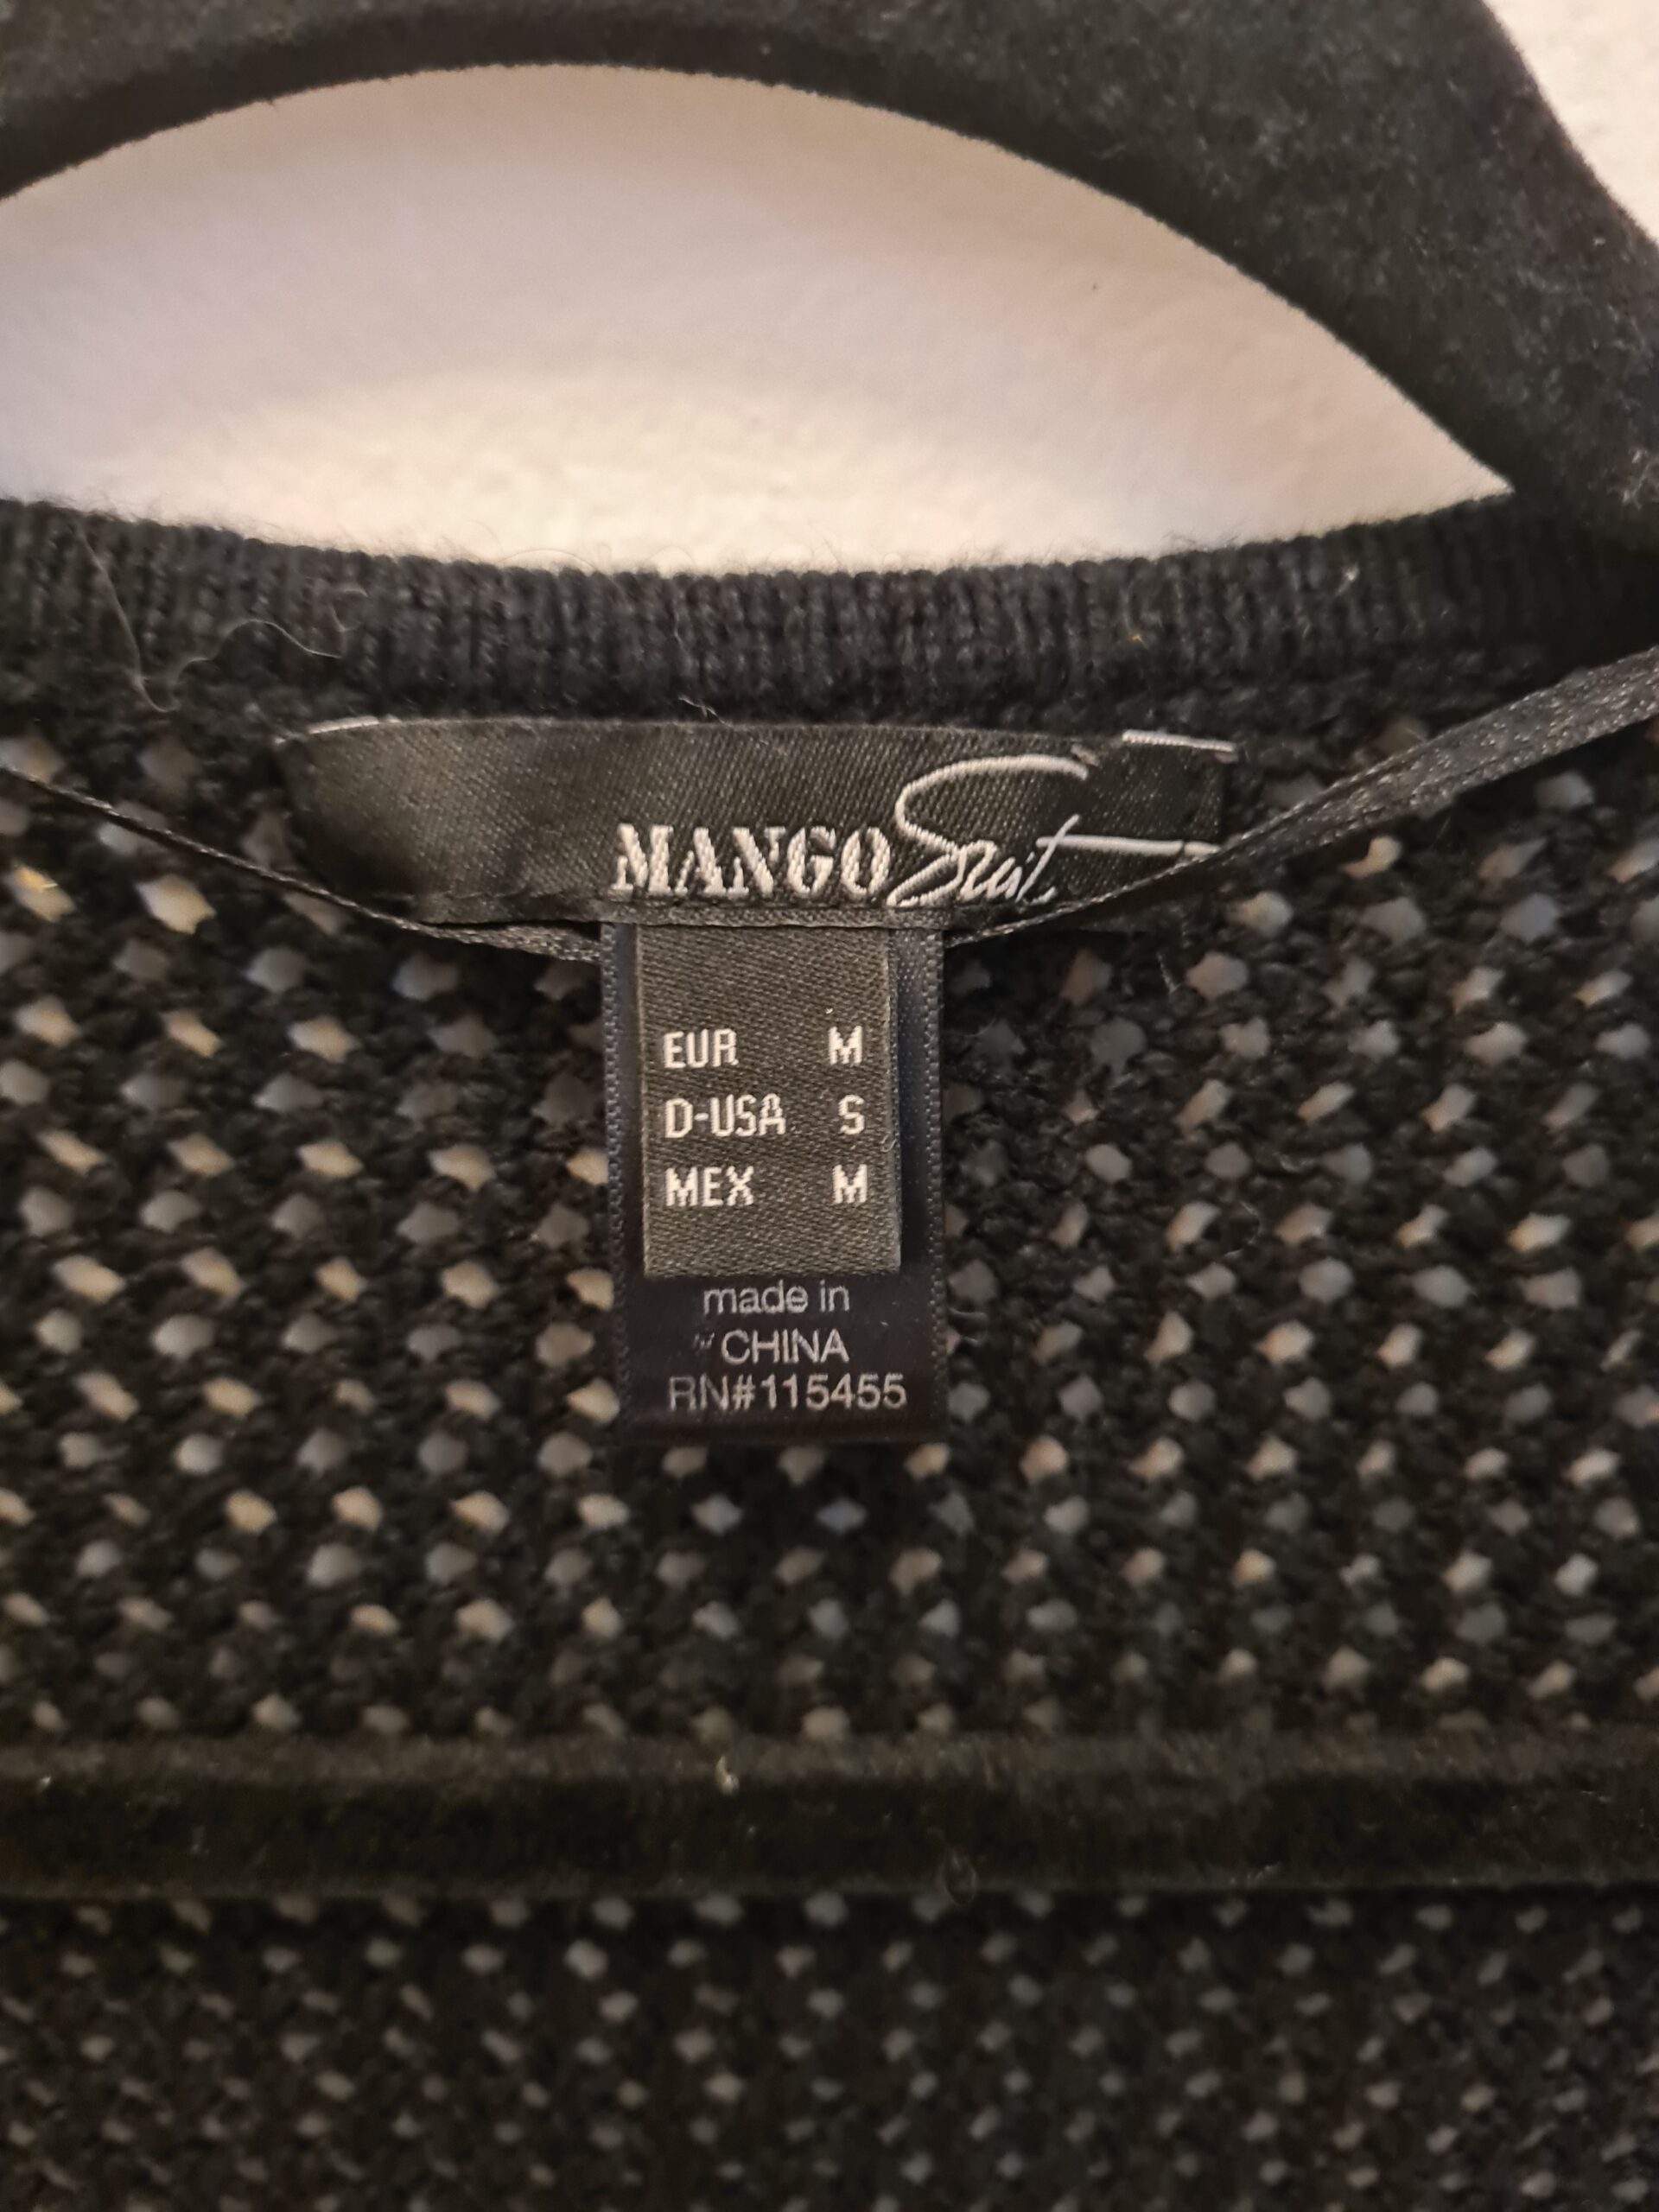 MANGO Suit
EUR M
D-USA S
MEX M
made in
CHINA
RN#115455